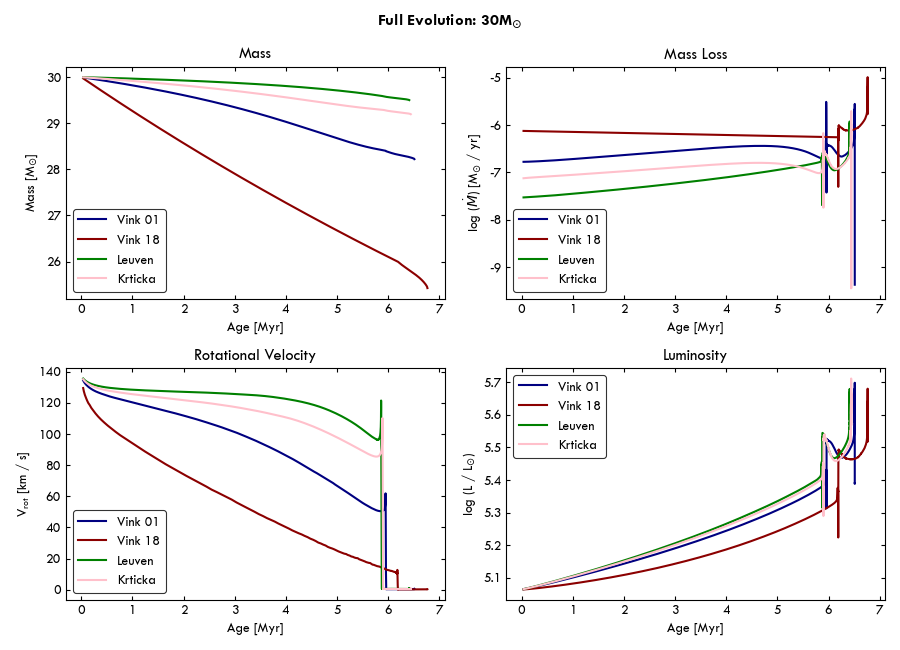 Full Evolution: 30M⊙
Mass
Mass [M⊙]
30
29
28
27
26
Vink 01
Vink 18
Leuven
Krticka
0 1 2 3 4 5 6 7
Age [Myr]
Mass Loss
log (Ṁ) [M⊙ / yr]
-5
-6
-7
-8
-9
Vink 01
Vink 18
Leuven
Krticka
0 1 2 3 4 5 6 7
Age [Myr]
Rotational Velocity
Vrot [km / s]
140
120
100
80
60
40
20
0
Vink 01
Vink 18
Leuven
Krticka
0 1 2 3 4 5 6 7
Age [Myr]
Luminosity
log (L / L⊙)
5.7
5.6
5.5
5.4
5.3
5.2
5.1
Vink 01
Vink 18
Leuven
Krticka
0 1 2 3 4 5 6 7
Age [Myr]